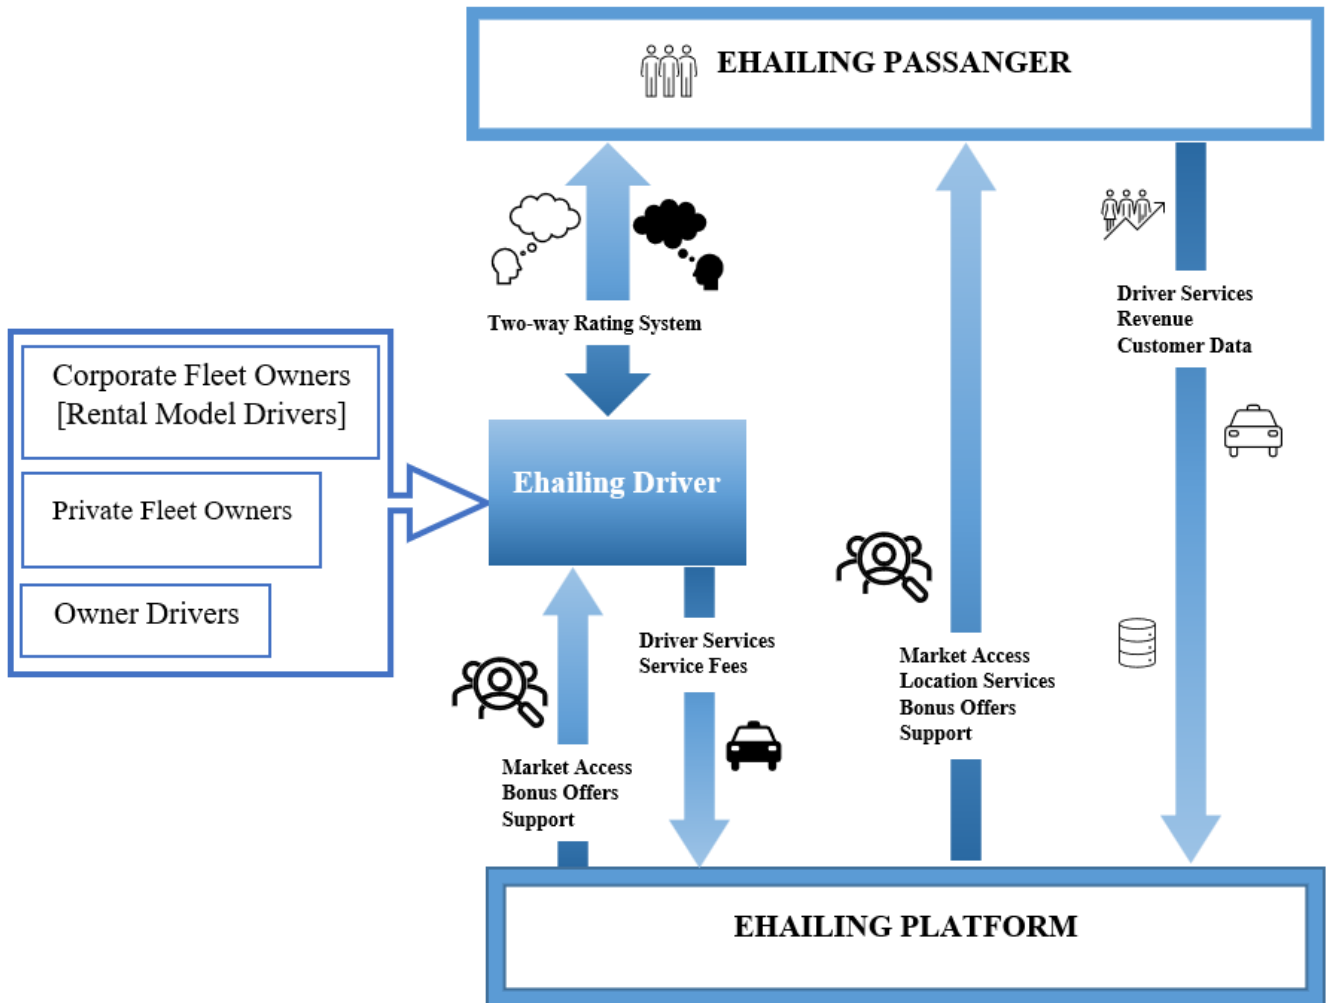 EHAILING PASSANGER
Two-way Rating System
Driver Services
Revenue
Customer Data
Corporate Fleet Owners
[Rental Model Drivers]
Private Fleet Owners
Owner Drivers
Ehailing Driver
Driver Services
Service Fees
Market Access
Location Services
Bonus Offers
Support
Market Access
Bonus Offers
Support
EHAILING PLATFORM